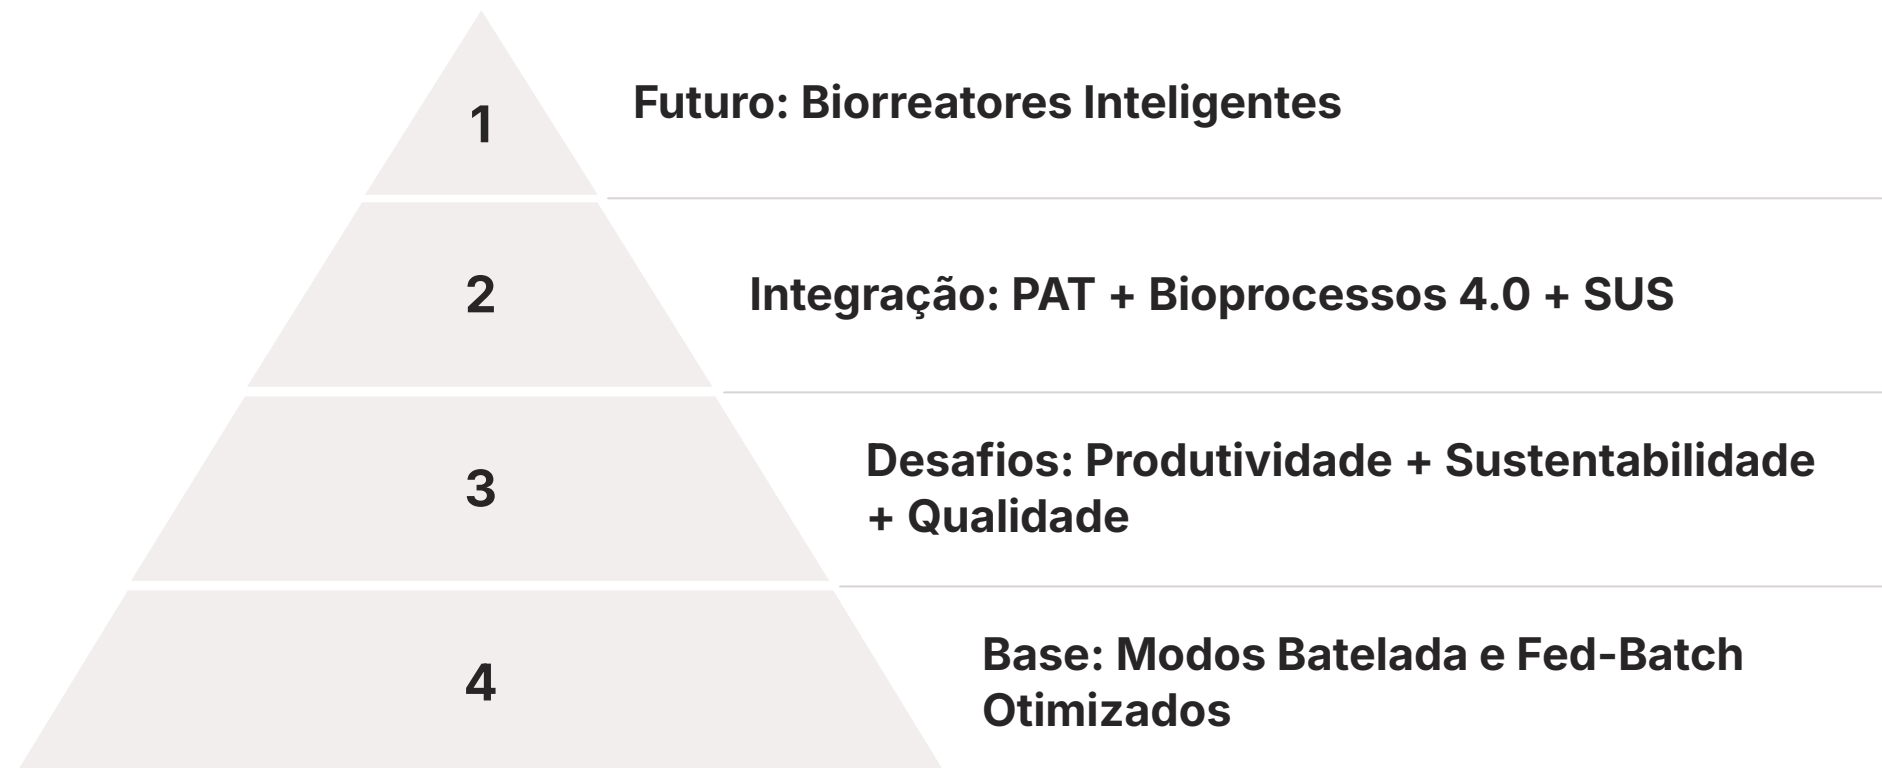 1
Futuro: Biorreatores Inteligentes
2
Integração: PAT + Bioprocessos 4.0 + SUS
3
Desafios: Produtividade + Sustentabilidade
+ Qualidade
4
Base: Modos Batelada e Fed-Batch
Otimizados